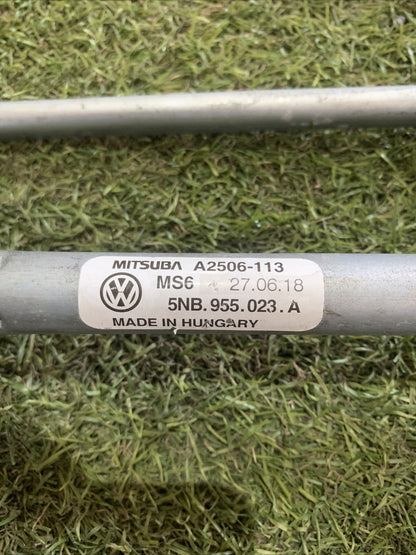 MITSUBA A2506-113
MS6 27.06.18
5NB.955.023.A
MADE IN HUNGARY